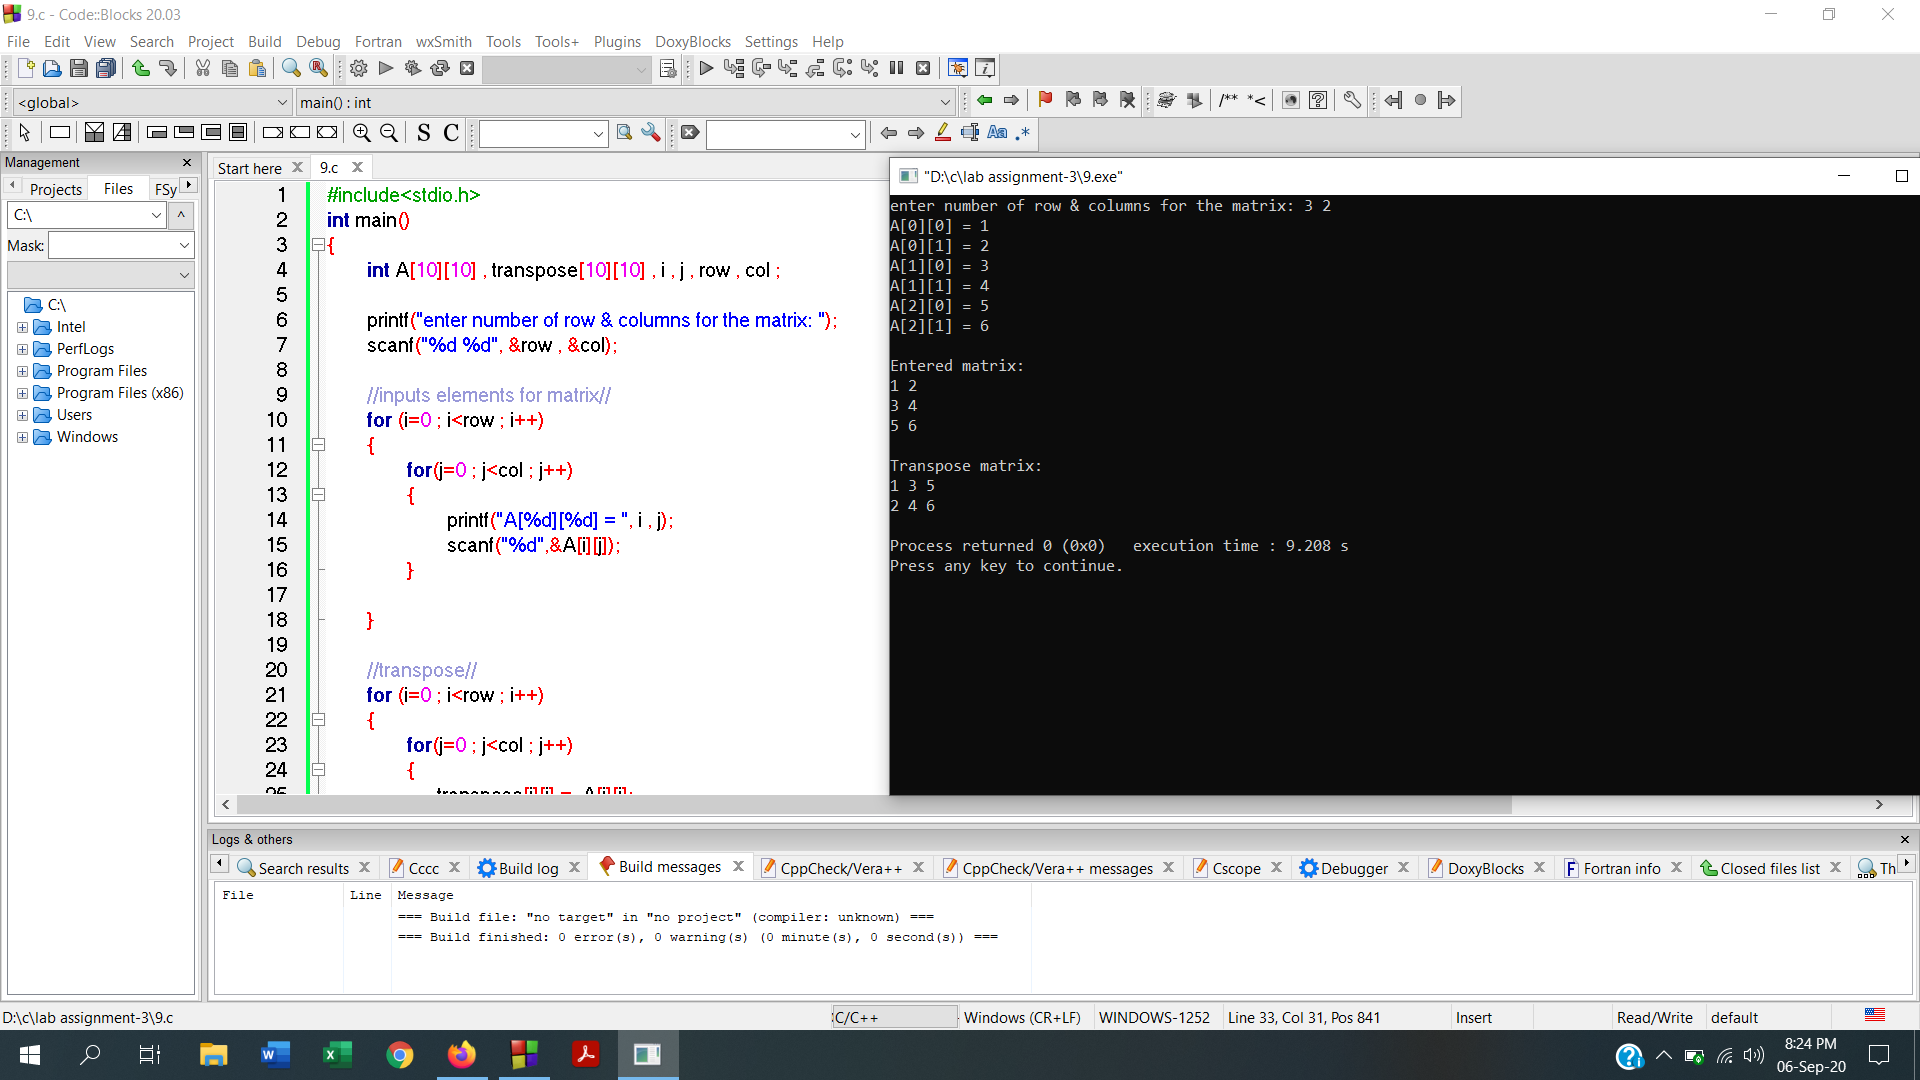 9.c - Code::Blocks 20.03
File Edit View Search Project Build Debug Fortran wxSmith Tools Tools+ Plugins DoxyBlocks Settings Help
<global> main() : int
/** *<
S C Aa .*
Management
Projects Files FSy
C:\
Mask:
C:\
Intel
PerfLogs
Program Files
Program Files (x86)
Users
Windows
Start here 9.c
1 #include<stdio.h>
2 int main()
3 {
4 int A[10][10] , transpose[10][10] , i , j , row , col ;
5
6 printf("enter number of row & columns for the matrix: ");
7 scanf("%d %d", &row , &col);
8
9 //inputs elements for matrix//
10 for (i=0 ; i<row ; i++)
11 {
12 for(j=0 ; j<col ; j++)
13 {
14 printf("A[%d][%d] = ", i , j);
15 scanf("%d",&A[i][j]);
16 }
17
18 }
19
20 //transpose//
21 for (i=0 ; i<row ; i++)
22 {
23 for(j=0 ; j<col ; j++)
24 {
"D:\c\lab assignment-3\9.exe"
enter number of row & columns for the matrix: 3 2
A[0][0] = 1
A[0][1] = 2
A[1][0] = 3
A[1][1] = 4
A[2][0] = 5
A[2][1] = 6
Entered matrix:
1 2
3 4
5 6
Transpose matrix:
1 3 5
2 4 6
Process returned 0 (0x0) execution time : 9.208 s
Press any key to continue.
Logs & others
Search results Cccc Build log Build messages CppCheck/Vera++ CppCheck/Vera++ messages Cscope Debugger DoxyBlocks Fortran info Closed files list Th
File Line Message
=== Build file: "no target" in "no project" (compiler: unknown) ===
=== Build finished: 0 error(s), 0 warning(s) (0 minute(s), 0 second(s)) ===
D:\c\lab assignment-3\9.c C/C++ Windows (CR+LF) WINDOWS-1252 Line 33, Col 31, Pos 841 Insert Read/Write default
8:24 PM
06-Sep-20